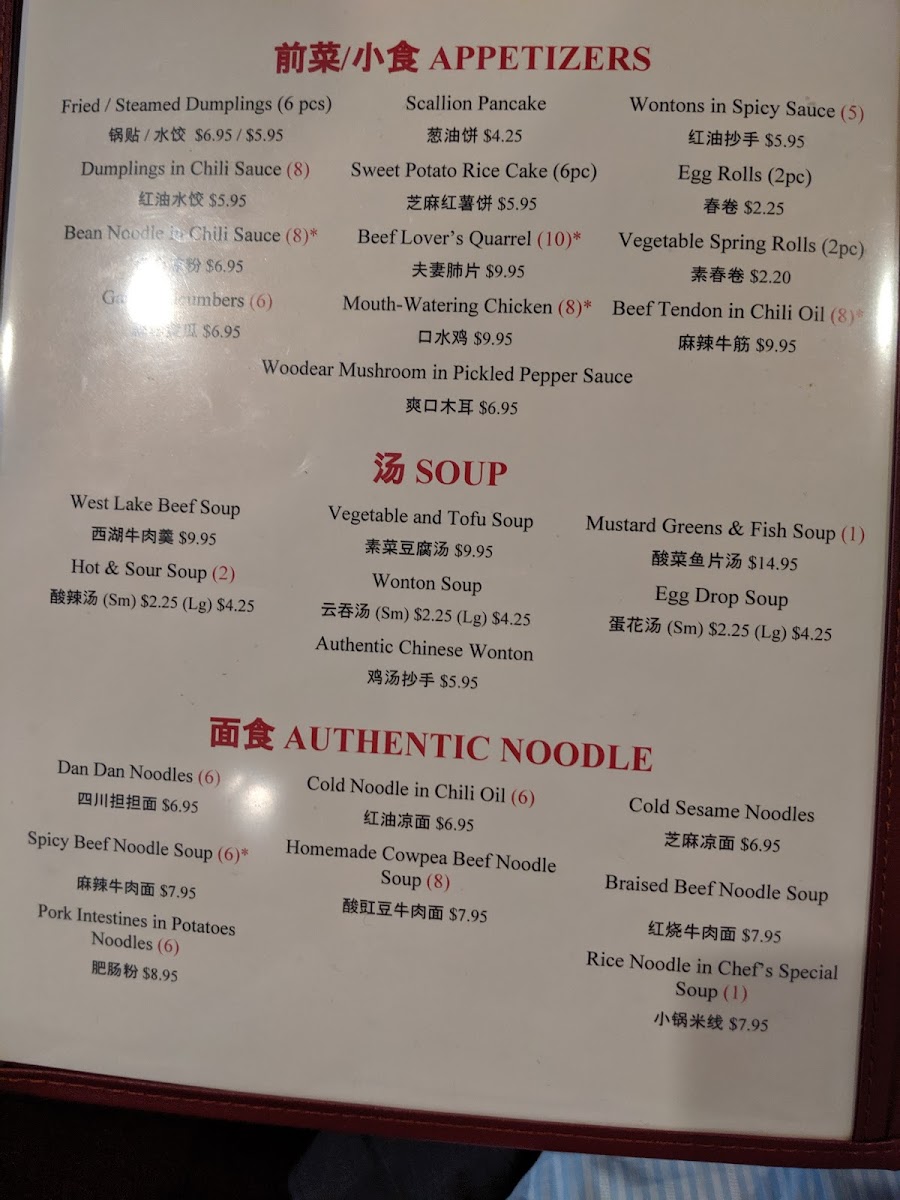 前菜/小食 APPETIZERS
Fried / Steamed Dumplings (6 pcs)
锅贴 / 水饺 $6.95 / $5.95
Scallion Pancake
葱油饼 $4.25
Wontons in Spicy Sauce (5)
红油抄手 $5.95
Dumplings in Chili Sauce (8)
红油水饺 $5.95
Sweet Potato Rice Cake (6pc)
芝麻红薯饼 $5.95
Egg Rolls (2pc)
春卷 $2.25
Bean Noodle in Chili Sauce (8)*
粉 $6.95
Beef Lover's Quarrel (10)*
夫妻肺片 $9.95
Vegetable Spring Rolls (2pc)
素春卷 $2.20
(6)
瓜 $6.95
Mouth-Watering Chicken (8)*
口水鸡 $9.95
Beef Tendon in Chili Oil (8)*
麻辣牛筋 $9.95
Woodear Mushroom in Pickled Pepper Sauce
爽口木耳 $6.95
汤 SOUP
West Lake Beef Soup
西湖牛肉羹 $9.95
Vegetable and Tofu Soup
素菜豆腐汤 $9.95
Mustard Greens & Fish Soup (1)
酸菜鱼片汤 $14.95
Hot & Sour Soup (2)
酸辣汤 (Sm) $2.25 (Lg) $4.25
Wonton Soup
云吞汤 (Sm) $2.25 (Lg) $4.25
Egg Drop Soup
蛋花汤 (Sm) $2.25 (Lg) $4.25
Authentic Chinese Wonton
鸡汤抄手 $5.95
面食 AUTHENTIC NOODLE
Dan Dan Noodles (6)
四川担担面 $6.95
Cold Noodle in Chili Oil (6)
红油凉面 $6.95
Cold Sesame Noodles
芝麻凉面 $6.95
Spicy Beef Noodle Soup (6)*
麻辣牛肉面 $7.95
Homemade Cowpea Beef Noodle
Soup (8)
酸豇豆牛肉面 $7.95
Braised Beef Noodle Soup
红烧牛肉面 $7.95
Pork Intestines in Potatoes
Noodles (6)
肥肠粉 $8.95
Rice Noodle in Chef's Special
Soup (1)
小锅米线 $7.95